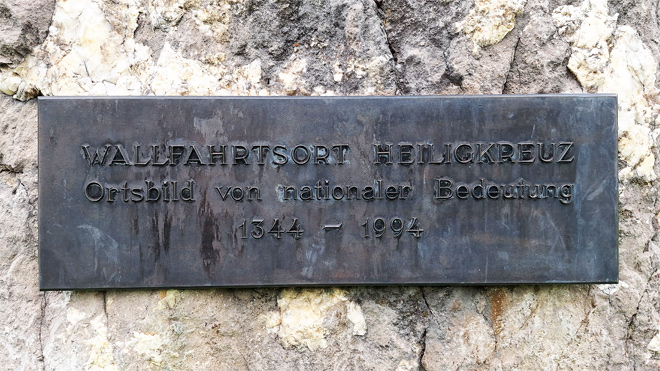 WALLFAHRTSORT HEILIGKREUZ
Ortsbild von nationaler Bedeutung
1344 – 1994